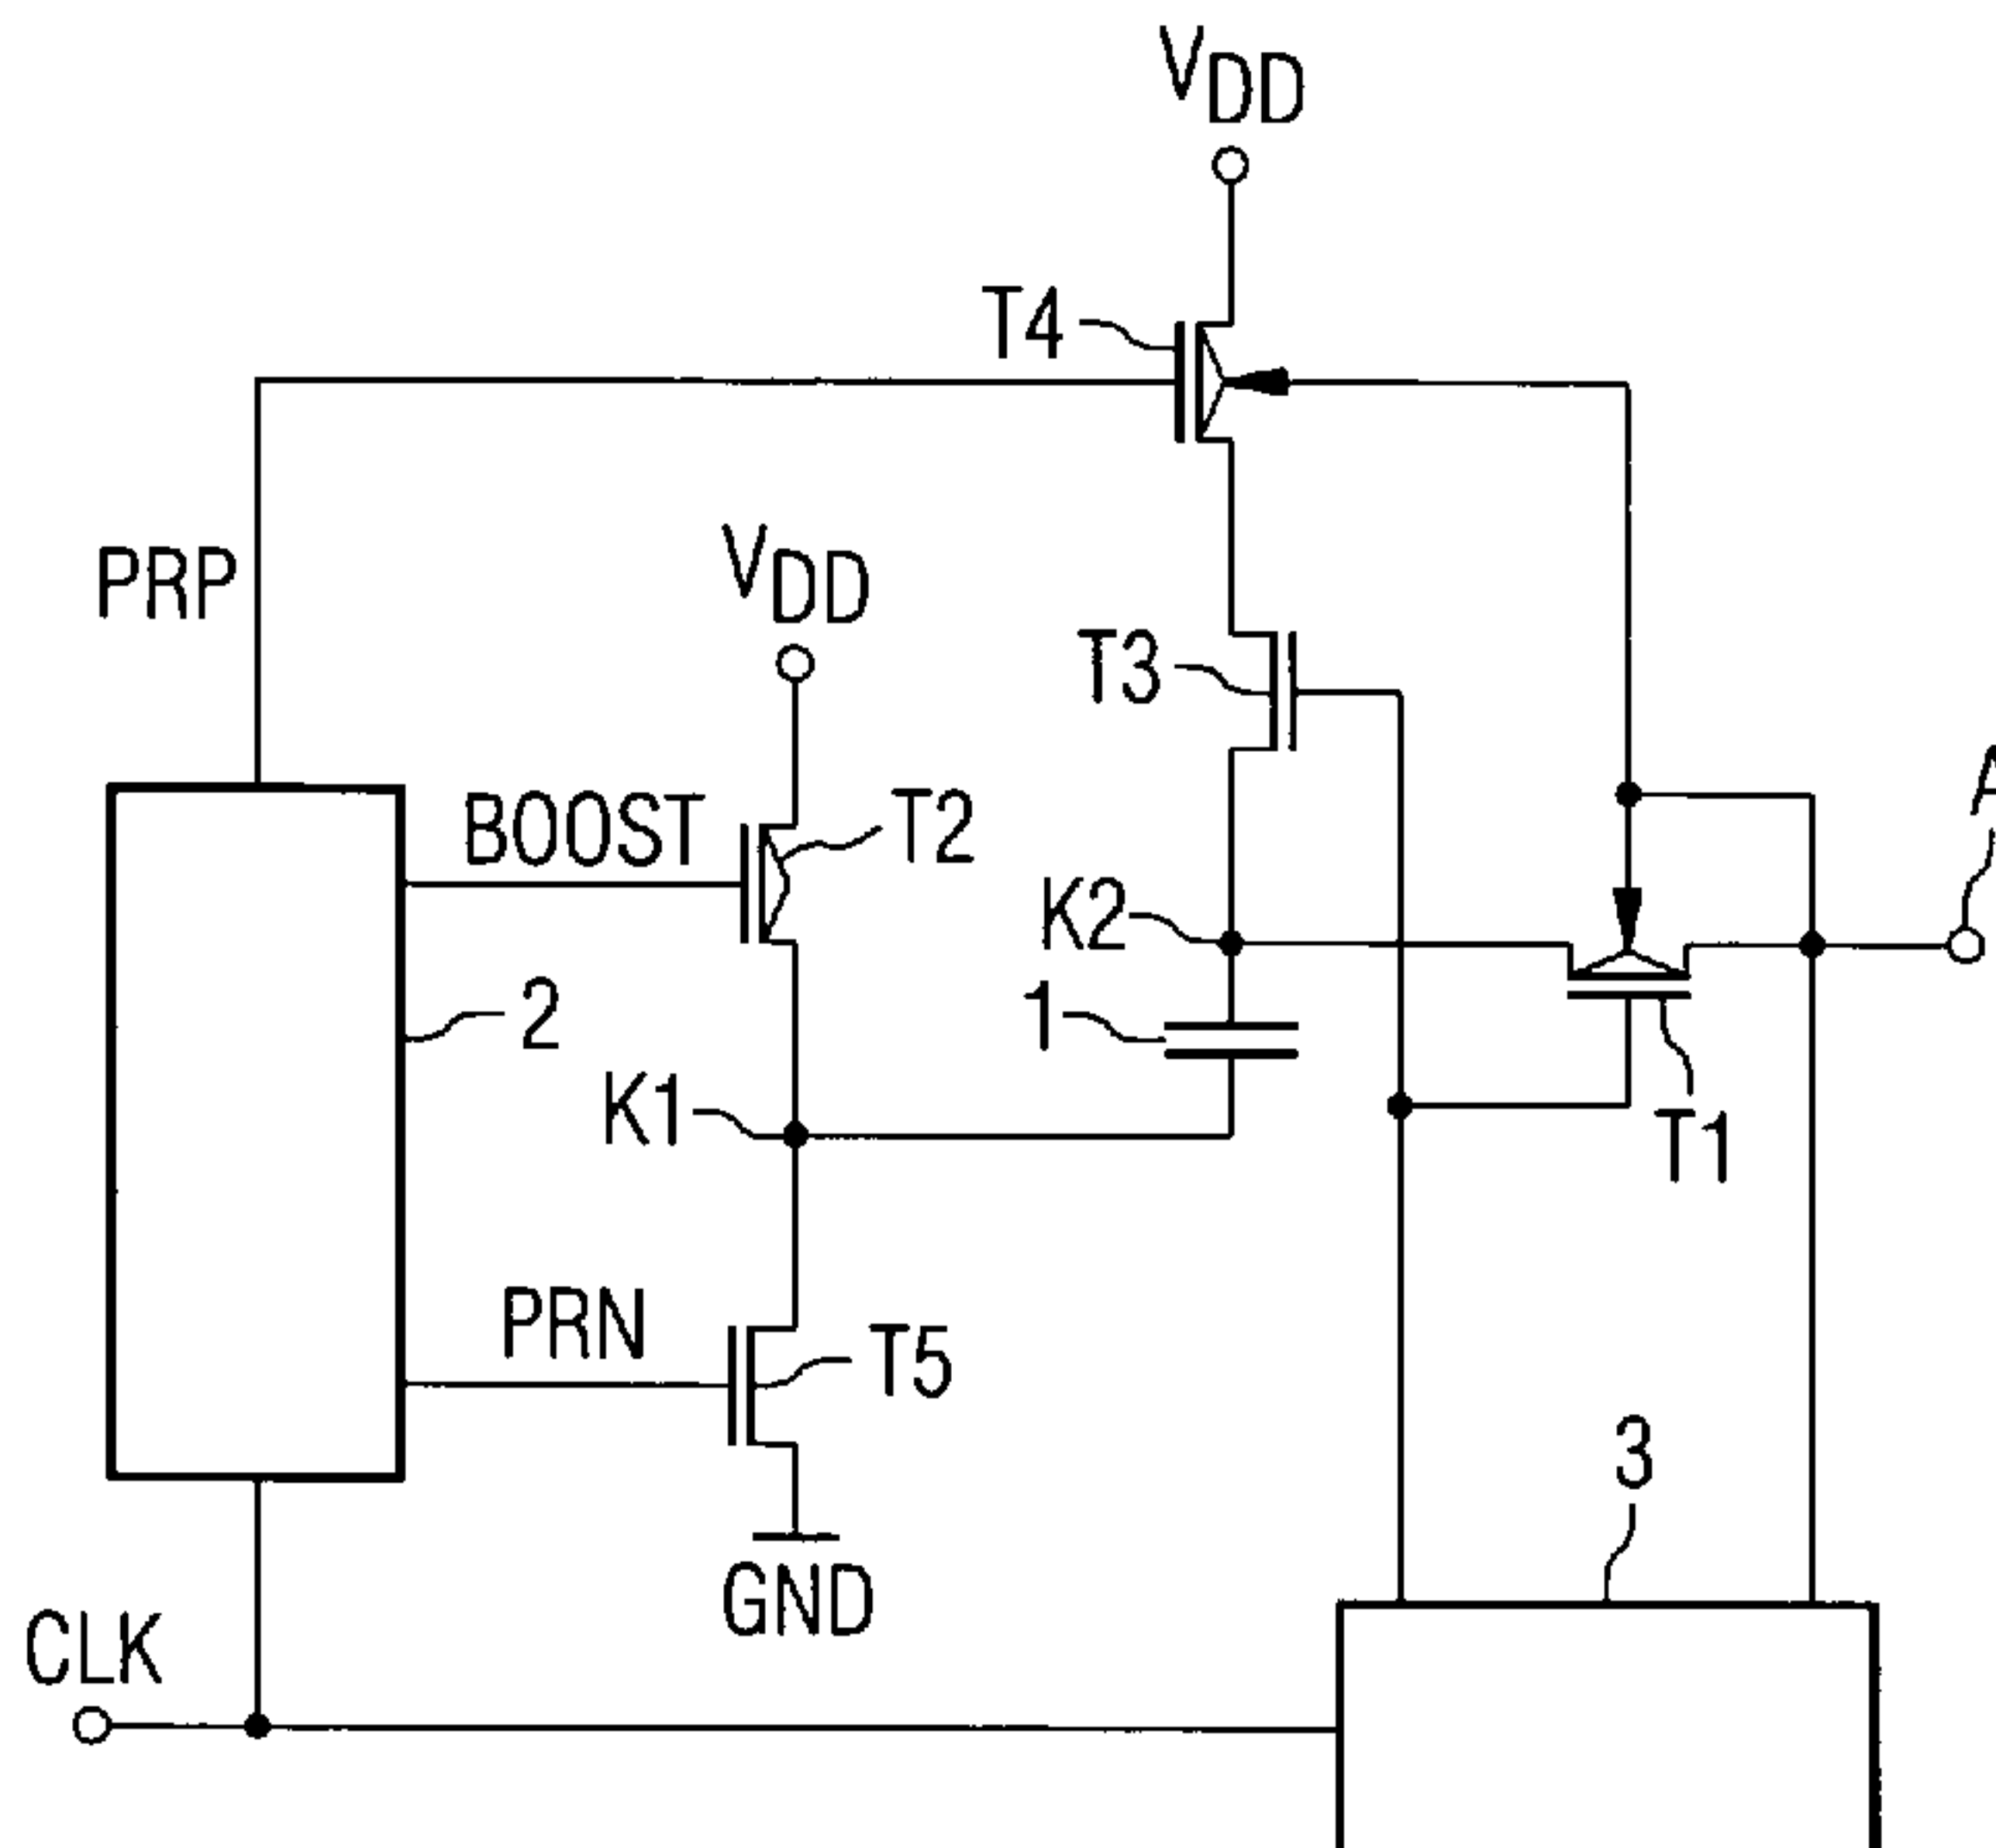 VDD
T4
PRP
VDD
T3
A
BOOST
T2
K2
2
1
K1
T1
PRN
T5
3
GND
CLK